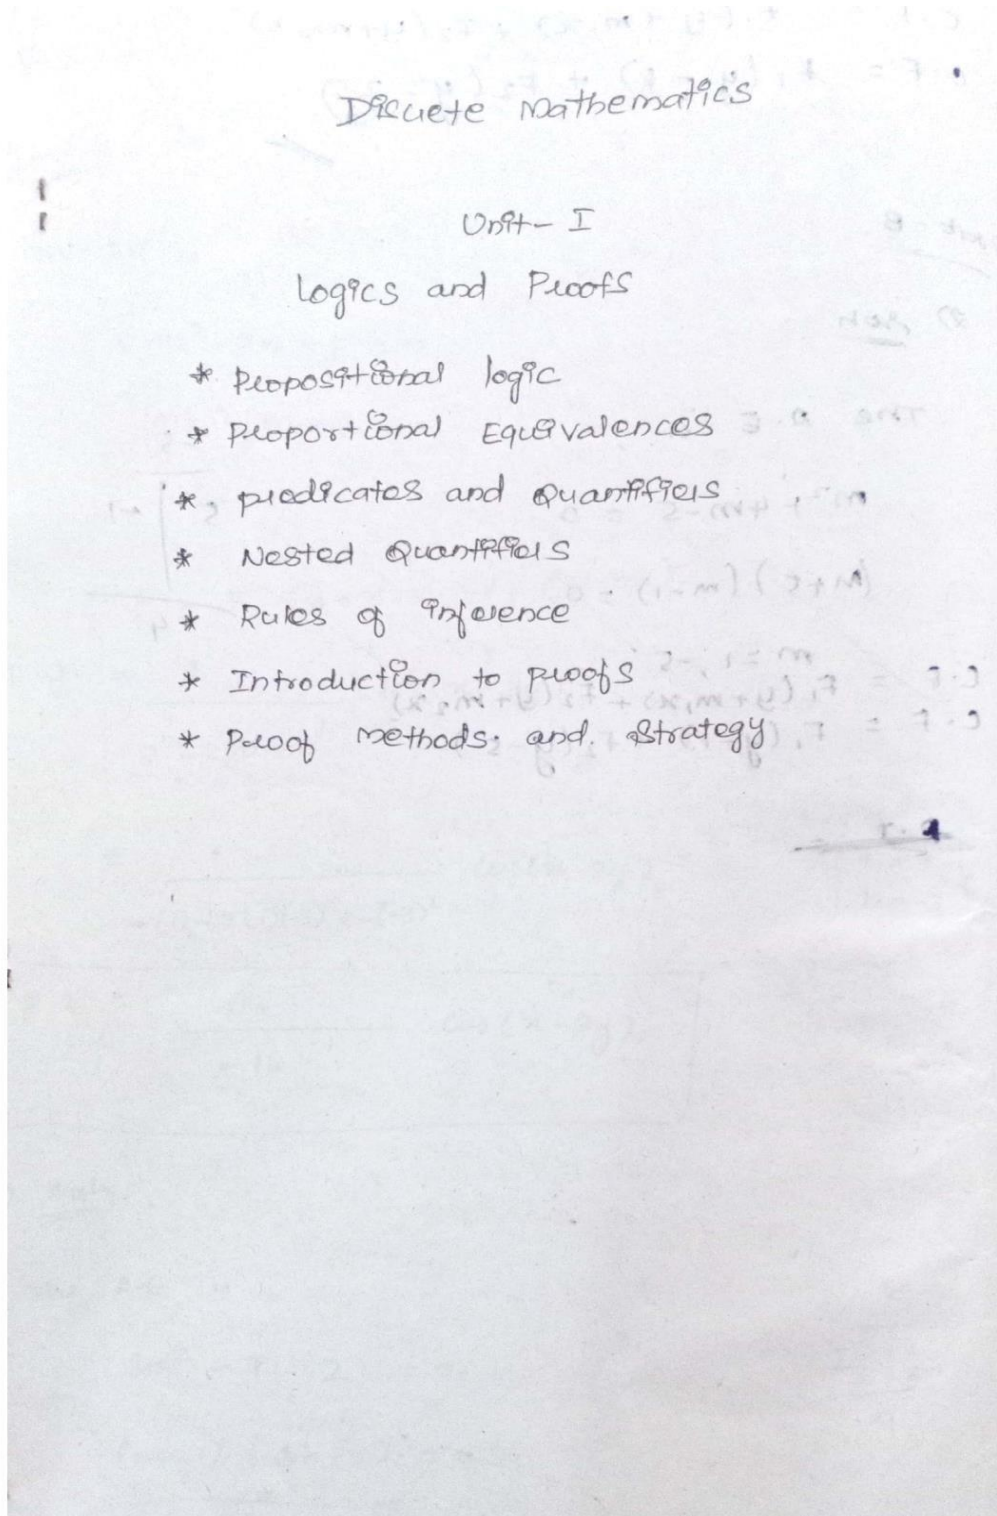 Discrete Mathematics
Unit- I
Logics and Proofs
* Propositional logic
* Proportional Equivalences
* predicates and Quantifiers
* Nested Quantifiers
* Rules of inference
* Introduction to proofs
* Proof methods. and. Strategy